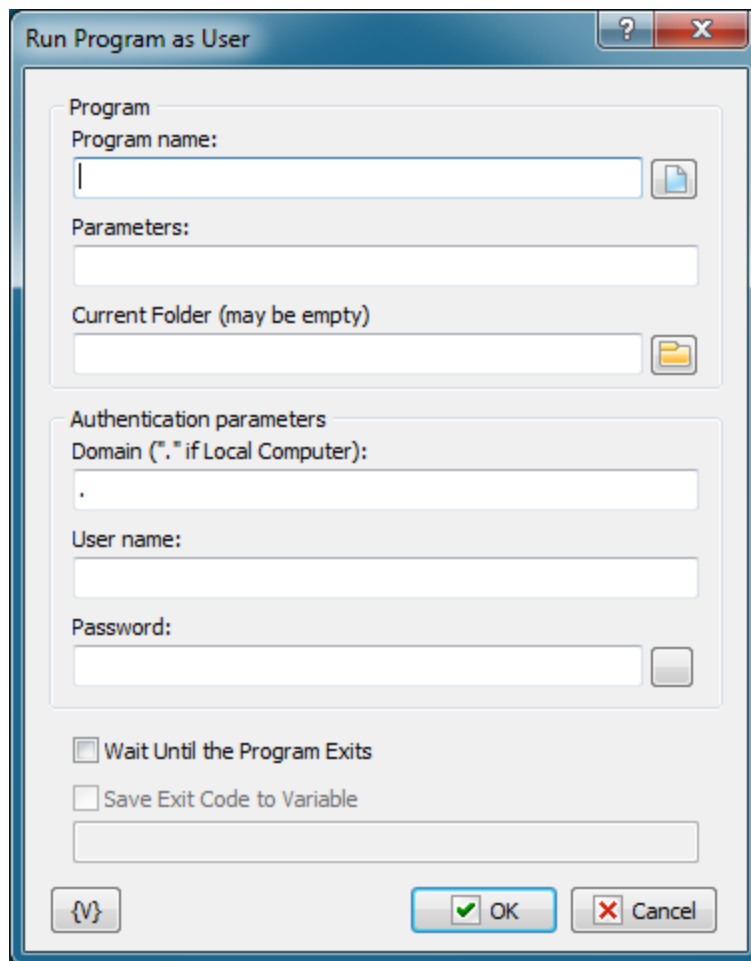 Run Program as User
?
Program
Program name:
Parameters:
Current Folder (may be empty)
Authentication parameters
Domain ("." if Local Computer):
.
User name:
Password:
Wait Until the Program Exits
Save Exit Code to Variable
{V} OK Cancel